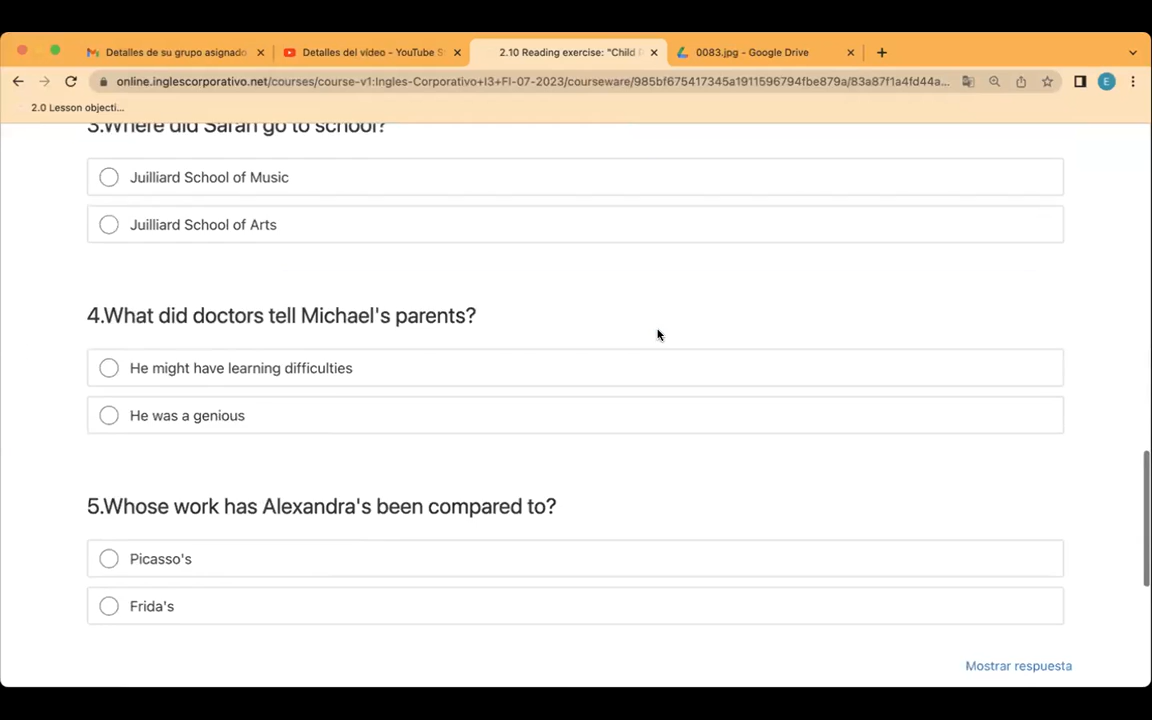 Detalles de su grupo asignado
Detalles del vídeo - YouTube S
2.10 Reading exercise: "Child
0083.jpg - Google Drive
online.inglescorporativo.net/courses/course-v1:Ingles-Corporativo+I3+FI-07-2023/courseware/985bf675417345a1911596794fbe879a/83a87f1a4fd44a...
E
2.0 Lesson objecti...
3.Where did Sarah go to school?
Juilliard School of Music
Juilliard School of Arts
4.What did doctors tell Michael's parents?
He might have learning difficulties
He was a genious
5.Whose work has Alexandra's been compared to?
Picasso's
Frida's
Mostrar respuesta